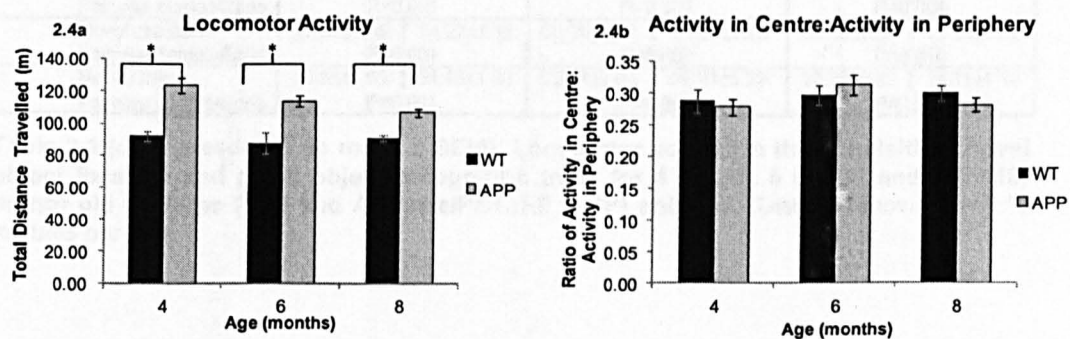 Locomotor Activity
2.4a
Total Distance Travelled (m)
140.00
120.00
100.00
80.00
60.00
40.00
20.00
0.00
* * *
4 6 8
Age (months)
WT
APP
Activity in Centre:Activity in Periphery
2.4b
Ratio of Activity in Centre:
Activity in Periphery
0.40
0.35
0.30
0.25
0.20
0.15
0.10
0.05
0.00
4 6 8
Age (months)
WT
APP